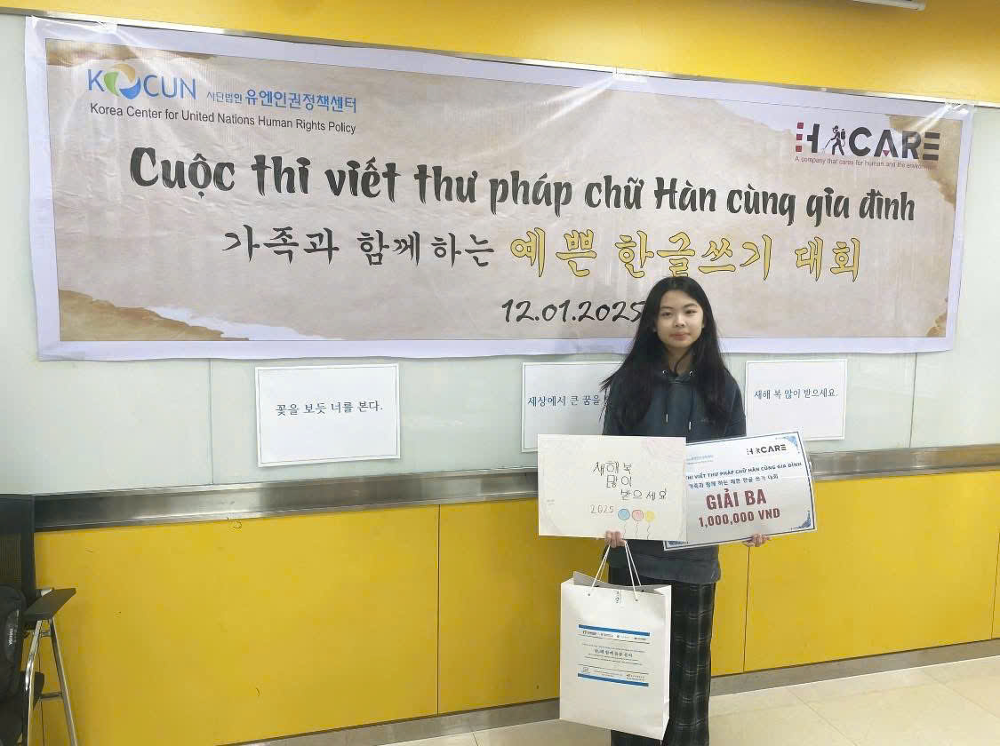 KOCUN 사단법인 유엔인권정책센터
Korea Center for United Nations Human Rights Policy
H CARE
A company that cares for human and the environment
Cuộc thi viết thư pháp chữ Hàn cùng gia đình
가족과 함께하는 예쁜 한글쓰기 대회
12.01.2025
꽃을 보듯 너를 본다.
세상에서 큰 꿈을
새해 복 많이 받으세요.
새해 복
많이
받으세요
2025
H CARE
THI VIẾT THƯ PHÁP CHỮ HÀN CÙNG GIA ĐÌNH
가족과 함께 하는 예쁜 한글 쓰기 대회
GIẢI BA
1,000,000 VND